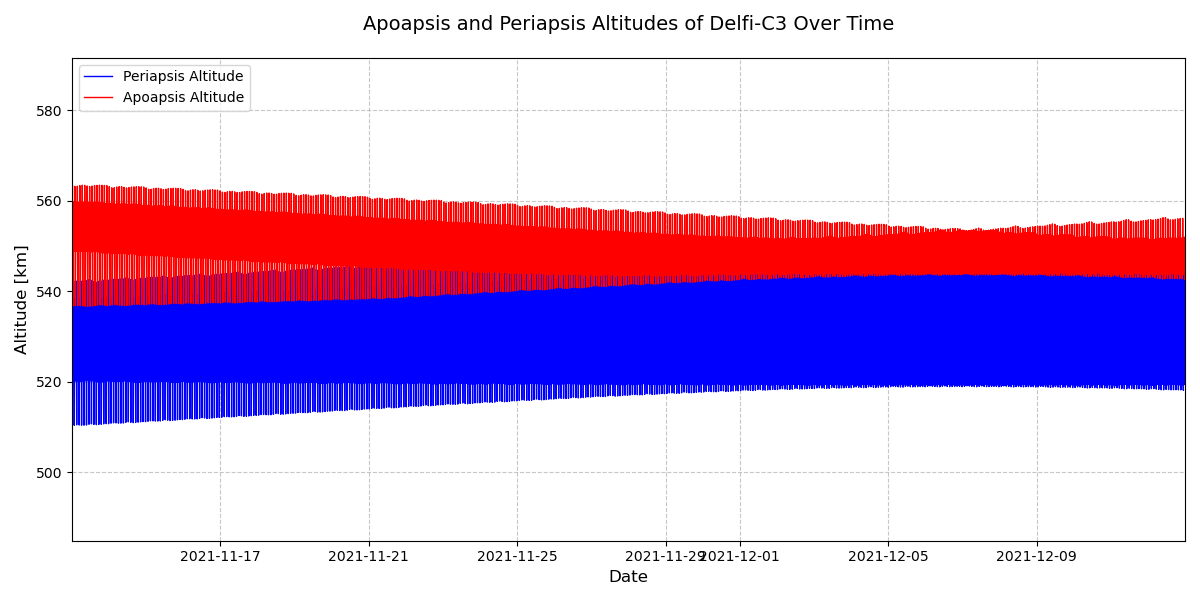 Apoapsis and Periapsis Altitudes of Delfi-C3 Over Time
Periapsis Altitude
Apoapsis Altitude
Altitude [km]
580
560
540
520
500
2021-11-17
2021-11-21
2021-11-25
2021-11-29
2021-12-01
2021-12-05
2021-12-09
Date